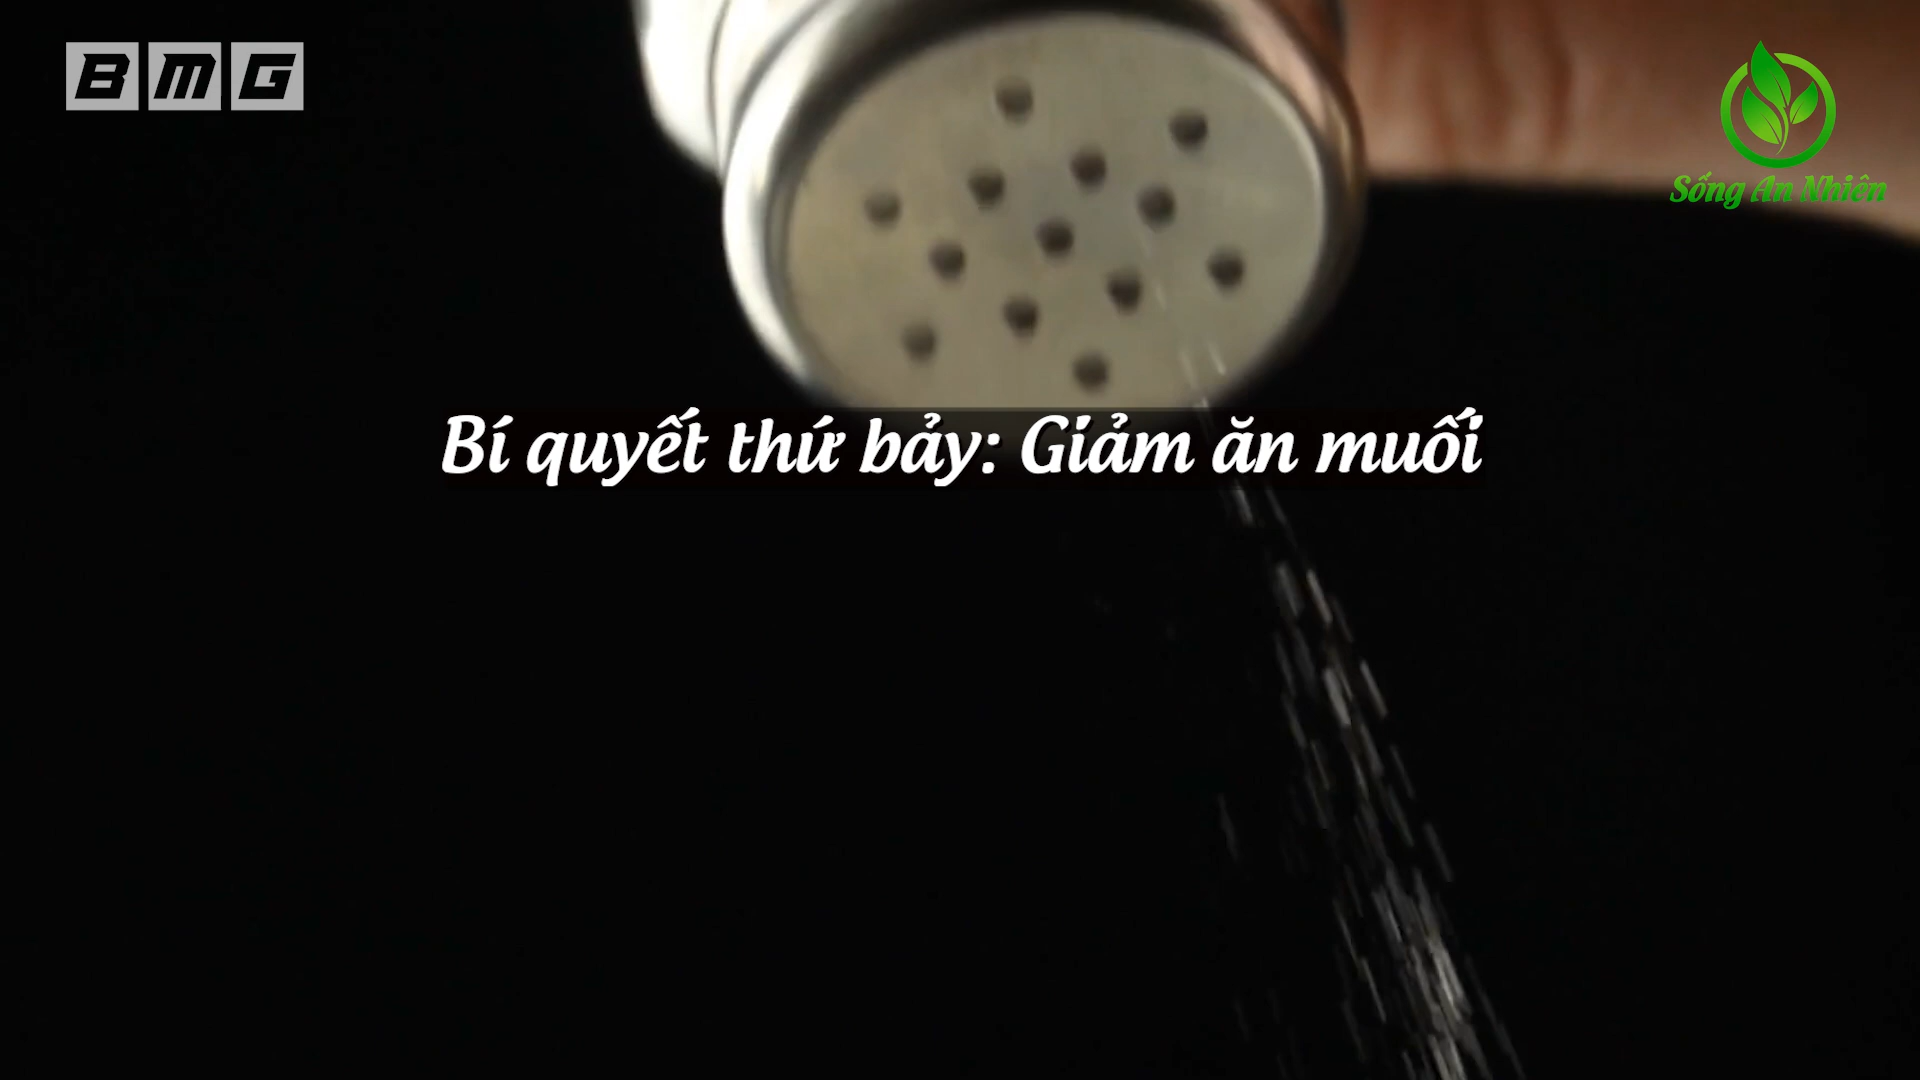 BMG
Sống An Nhiên
Bí quyết thứ bảy: Giảm ăn muối